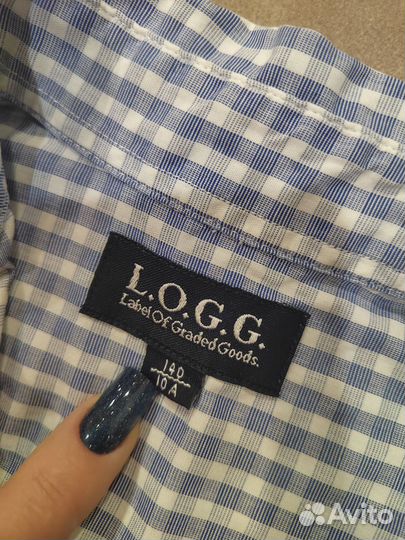 L.O.G.G.
Label Of Graded Goods.
140
10 A
Avito